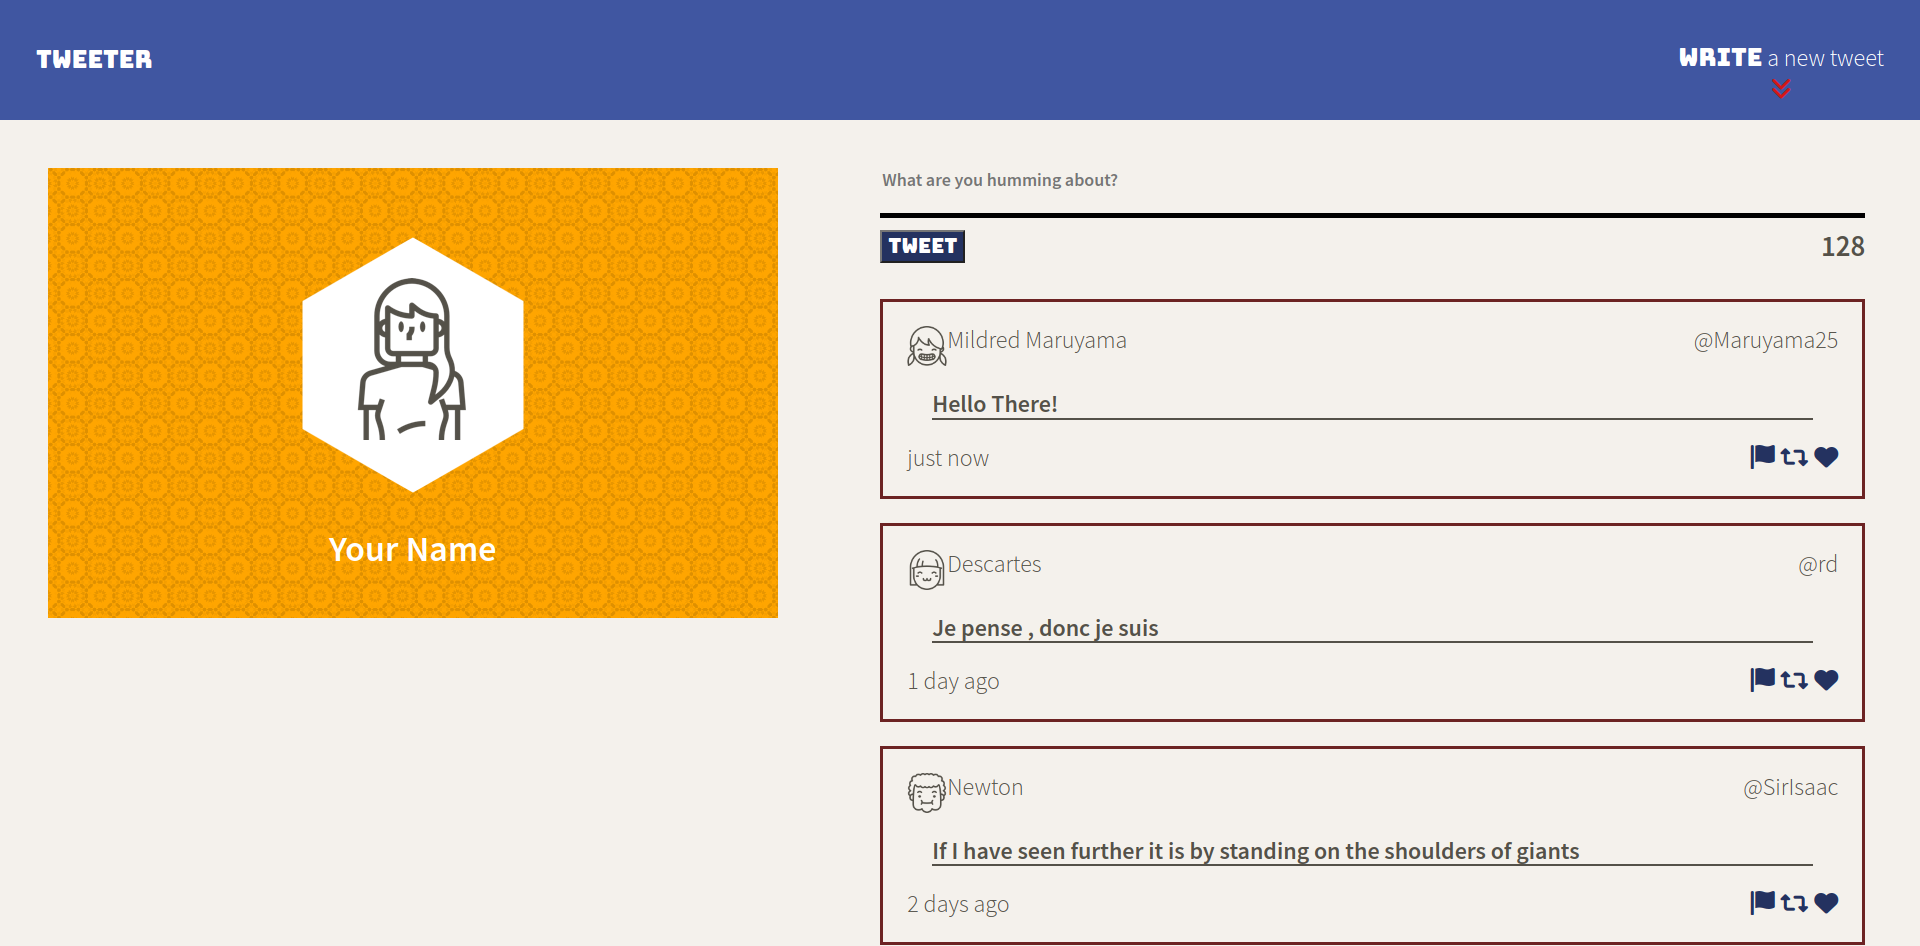 TWEETER
WRITE a new tweet
Your Name
What are you humming about?
TWEET
128
Mildred Maruyama
@Maruyama25
Hello There!
just now
Descartes
@rd
Je pense , donc je suis
1 day ago
Newton
@SirIsaac
If I have seen further it is by standing on the shoulders of giants
2 days ago